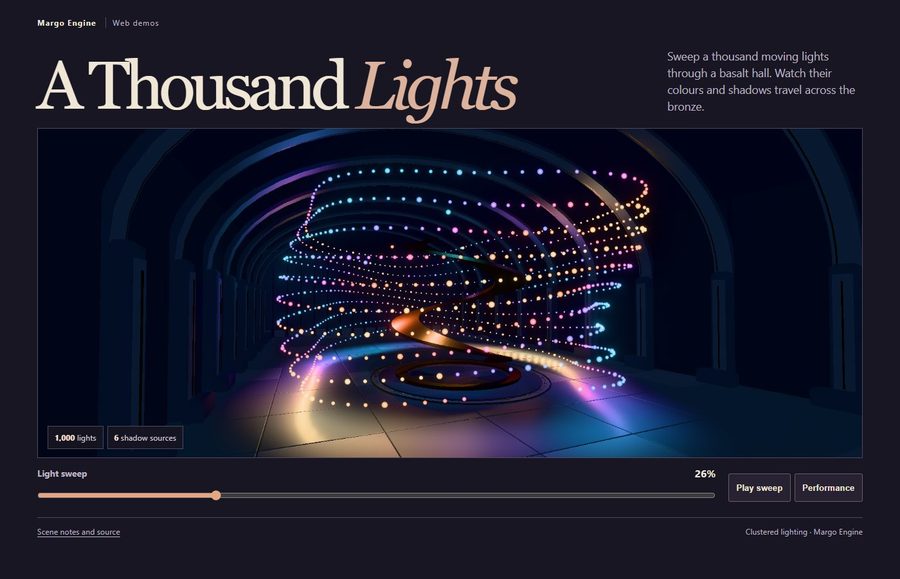 Margo Engine
Web demos
A Thousand Lights
Sweep a thousand moving lights
through a basalt hall. Watch their
colours and shadows travel across the
bronze.
1,000 lights
6 shadow sources
Light sweep
26%
Play sweep
Performance
Scene notes and source
Clustered lighting · Margo Engine